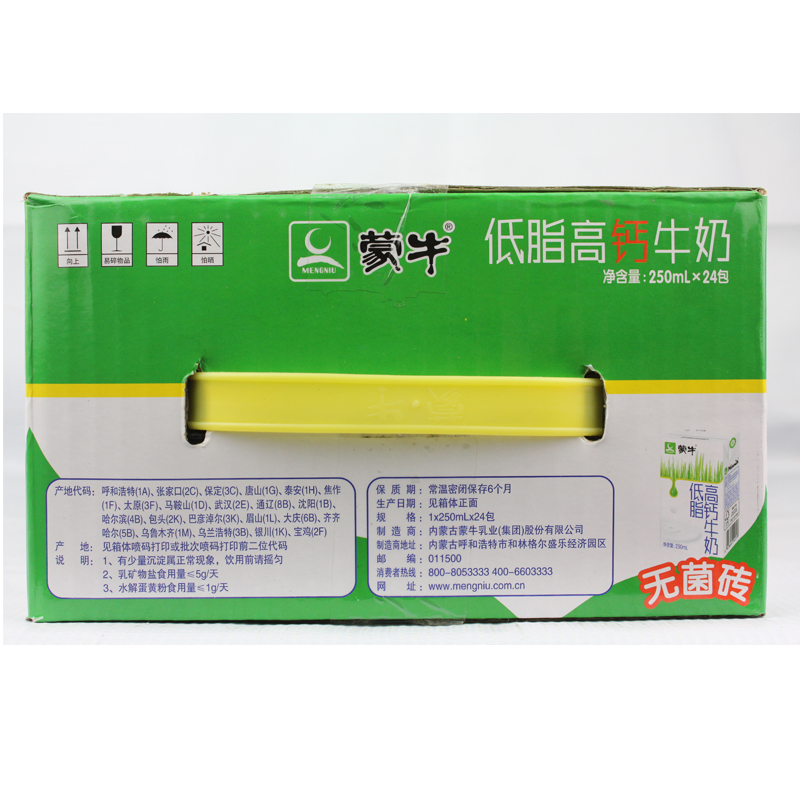 向上
易碎物品
怕雨
怕晒
MENGNIU
蒙牛®
低脂高钙牛奶
净含量:250mL×24包
产地代码:呼和浩特(1A)、张家口(2C)、保定(3C)、唐山(1G)、泰安(1H)、焦作
(1F)、太原(3F)、马鞍山(1D)、武汉(2E)、通辽(8B)、沈阳(1B)、
哈尔滨(4B)、包头(2K)、巴彦淖尔(3K)、眉山(1L)、大庆(6B)、齐齐
哈尔(5B)、乌鲁木齐(1M)、乌兰浩特(3B)、银川(1K)、宝鸡(2F)
产 地:见箱体喷码打印或批次喷码打印前二位代码
说 明:1、有少量沉淀属正常现象,饮用前请摇匀
2、乳矿物盐食用量≤5g/天
3、水解蛋黄粉食用量≤1g/天
保 质 期:常温密闭保存6个月
生产日期:见箱体正面
规 格:1x250mLx24包
制 造 商:内蒙古蒙牛乳业(集团)股份有限公司
制造商地址:内蒙古呼和浩特市和林格尔盛乐经济园区
邮 编:011500
消费者热线:800-8053333 400-6603333
网 址:www.mengniu.com.cn
蒙牛
高钙牛奶
低脂
净含量:250mL
无菌砖